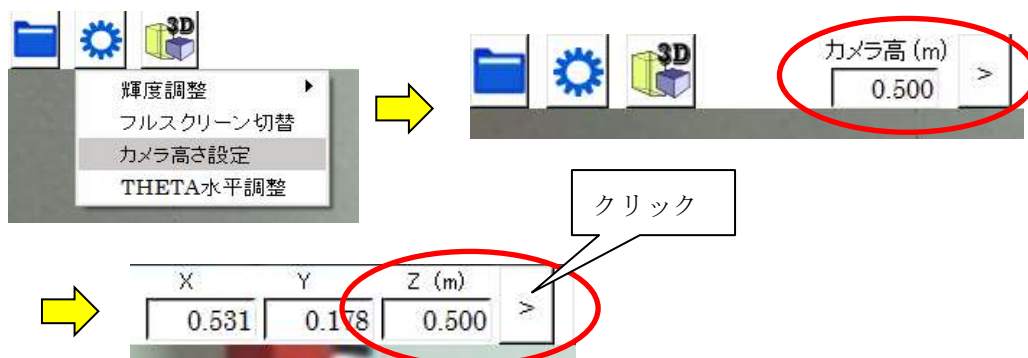 3D
輝度調整
フルスクリーン切替
カメラ高さ設定
THETA水平調整
3D
カメラ高 (m)
0.500
>
クリック
X Y Z (m)
0.531 0.178 0.500 >